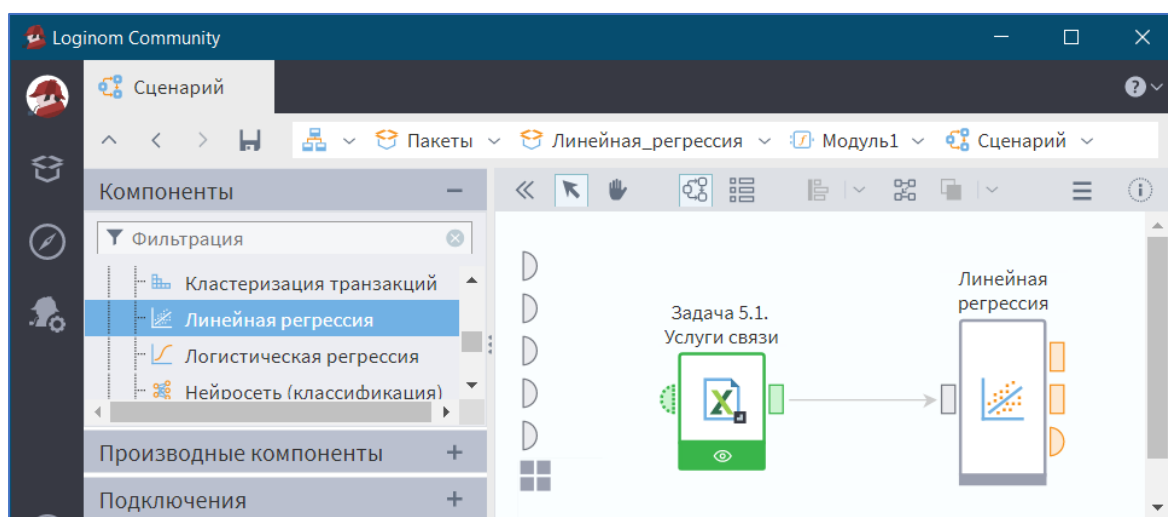 Loginom Community
Сценарий
Пакеты Линейная_регрессия Модуль1 Сценарий
Компоненты
Фильтрация
Кластеризация транзакций
Линейная регрессия
Логистическая регрессия
Нейросеть (классификация)
Производные компоненты
Подключения
Задача 5.1.
Услуги связи
Линейная
регрессия